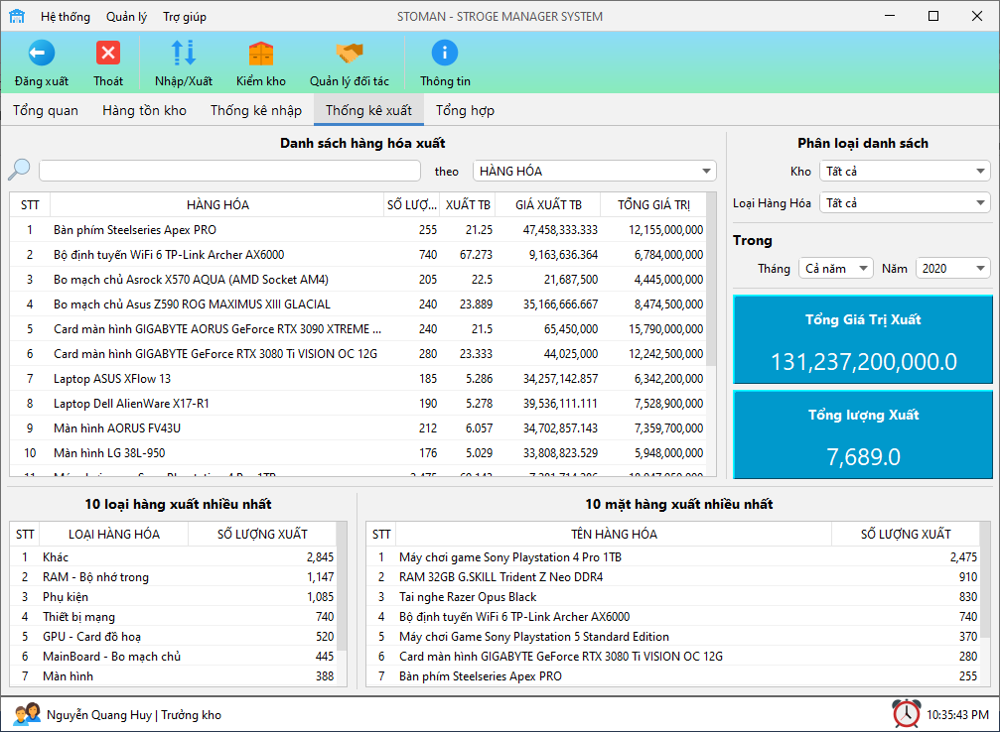 Hệ thống Quản lý Trợ giúp STOMAN - STROGE MANAGER SYSTEM
Đăng xuất Thoát Nhập/Xuất Kiểm kho Quản lý đối tác Thông tin
Tổng quan Hàng tồn kho Thống kê nhập Thống kê xuất Tổng hợp
Danh sách hàng hóa xuất
theo HÀNG HÓA
STT HÀNG HÓA SỐ LƯỢ... XUẤT TB GIÁ XUẤT TB TỔNG GIÁ TRỊ
1 Bàn phím Steelseries Apex PRO 255 21.25 47,458,333.333 12,155,000,000
2 Bộ định tuyến WiFi 6 TP-Link Archer AX6000 740 67.273 9,163,636.364 6,784,000,000
3 Bo mạch chủ Asrock X570 AQUA (AMD Socket AM4) 205 22.5 21,687,500 4,445,000,000
4 Bo mạch chủ Asus Z590 ROG MAXIMUS XIII GLACIAL 240 23.889 35,166,666.667 8,474,500,000
5 Card màn hình GIGABYTE AORUS GeForce RTX 3090 XTREME ... 240 21.5 65,450,000 15,790,000,000
6 Card màn hình GIGABYTE GeForce RTX 3080 Ti VISION OC 12G 280 23.333 44,025,000 12,242,500,000
7 Laptop ASUS XFlow 13 185 5.286 34,257,142.857 6,342,200,000
8 Laptop Dell AlienWare X17-R1 190 5.278 39,536,111.111 7,528,900,000
9 Màn hình AORUS FV43U 212 6.057 34,702,857.143 7,359,700,000
10 Màn hình LG 38L-950 176 5.029 33,808,823.529 5,948,000,000
Phân loại danh sách
Kho Tất cả
Loại Hàng Hóa Tất cả
Trong
Tháng Cả năm Năm 2020
Tổng Giá Trị Xuất
131,237,200,000.0
Tổng lượng Xuất
7,689.0
10 loại hàng xuất nhiều nhất
STT LOẠI HÀNG HÓA SỐ LƯỢNG XUẤT
1 Khác 2,845
2 RAM - Bộ nhớ trong 1,147
3 Phụ kiện 1,085
4 Thiết bị mạng 740
5 GPU - Card đồ hoạ 520
6 MainBoard - Bo mạch chủ 445
7 Màn hình 388
10 mặt hàng xuất nhiều nhất
STT TÊN HÀNG HÓA SỐ LƯỢNG XUẤT
1 Máy chơi game Sony Playstation 4 Pro 1TB 2,475
2 RAM 32GB G.SKILL Trident Z Neo DDR4 910
3 Tai nghe Razer Opus Black 830
4 Bộ định tuyến WiFi 6 TP-Link Archer AX6000 740
5 Máy chơi Game Sony Playstation 5 Standard Edition 370
6 Card màn hình GIGABYTE GeForce RTX 3080 Ti VISION OC 12G 280
7 Bàn phím Steelseries Apex PRO 255
Nguyễn Quang Huy | Trưởng kho 10:35:43 PM